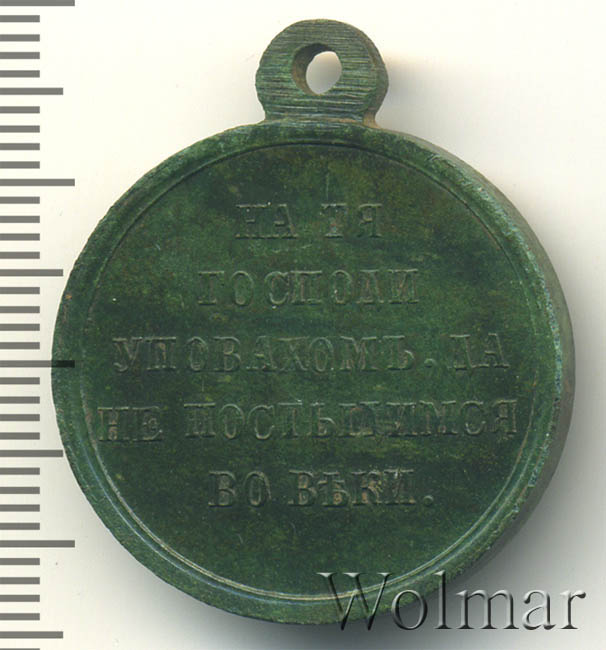 НА ТЯ
ГОСПОДИ
УПОВАХОМЪ. ДА
НЕ ПОСТЫДИМСЯ
ВО ВѢКИ.
Wolmar